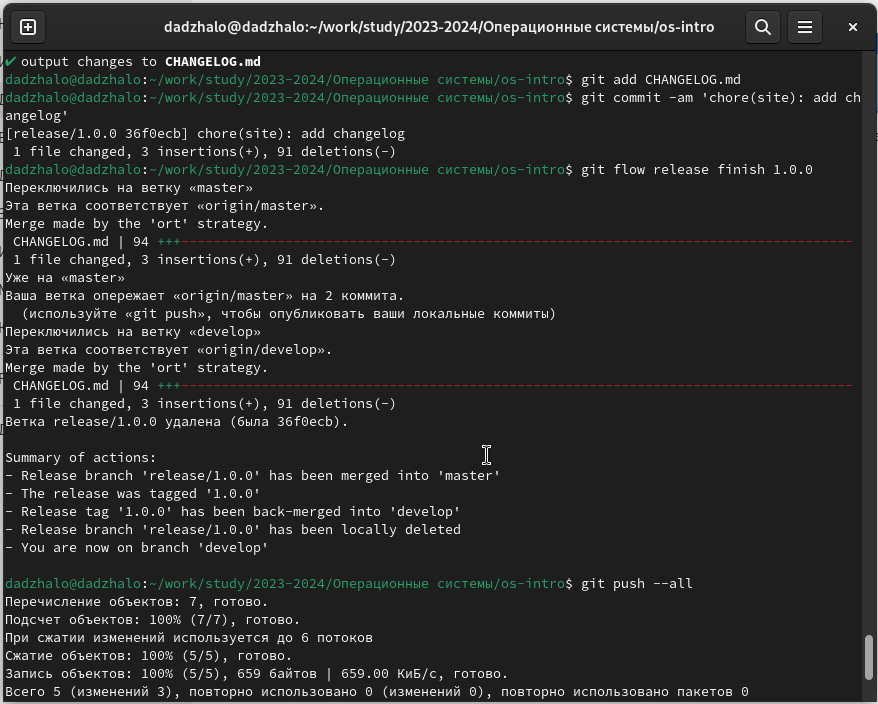 dadzhalo@dadzhalo:~/work/study/2023-2024/Операционные системы/os-intro
✔ output changes to CHANGELOG.md
dadzhalo@dadzhalo:~/work/study/2023-2024/Операционные системы/os-intro$ git add CHANGELOG.md
dadzhalo@dadzhalo:~/work/study/2023-2024/Операционные системы/os-intro$ git commit -am 'chore(site): add ch
angelog'
[release/1.0.0 36f0ecb] chore(site): add changelog
 1 file changed, 3 insertions(+), 91 deletions(-)
dadzhalo@dadzhalo:~/work/study/2023-2024/Операционные системы/os-intro$ git flow release finish 1.0.0
Переключились на ветку «master»
Эта ветка соответствует «origin/master».
Merge made by the 'ort' strategy.
 CHANGELOG.md | 94 +++------------------------------------------------------------------------------------
 1 file changed, 3 insertions(+), 91 deletions(-)
Уже на «master»
Ваша ветка опережает «origin/master» на 2 коммита.
  (используйте «git push», чтобы опубликовать ваши локальные коммиты)
Переключились на ветку «develop»
Эта ветка соответствует «origin/develop».
Merge made by the 'ort' strategy.
 CHANGELOG.md | 94 +++------------------------------------------------------------------------------------
 1 file changed, 3 insertions(+), 91 deletions(-)
Ветка release/1.0.0 удалена (была 36f0ecb).
Summary of actions:
- Release branch 'release/1.0.0' has been merged into 'master'
- The release was tagged '1.0.0'
- Release tag '1.0.0' has been back-merged into 'develop'
- Release branch 'release/1.0.0' has been locally deleted
- You are now on branch 'develop'
dadzhalo@dadzhalo:~/work/study/2023-2024/Операционные системы/os-intro$ git push --all
Перечисление объектов: 7, готово.
Подсчет объектов: 100% (7/7), готово.
При сжатии изменений используется до 6 потоков
Сжатие объектов: 100% (5/5), готово.
Запись объектов: 100% (5/5), 659 байтов | 659.00 КиБ/с, готово.
Всего 5 (изменений 3), повторно использовано 0 (изменений 0), повторно использовано пакетов 0